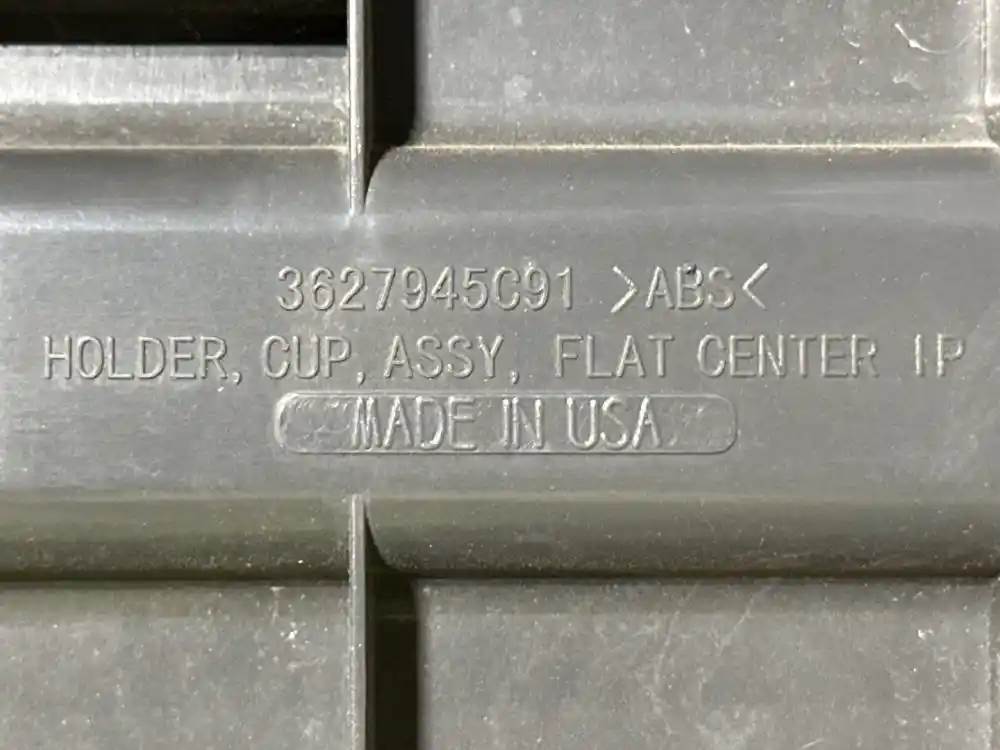 3627945C91 >ABS<
HOLDER, CUP, ASSY, FLAT CENTER IP
MADE IN USA